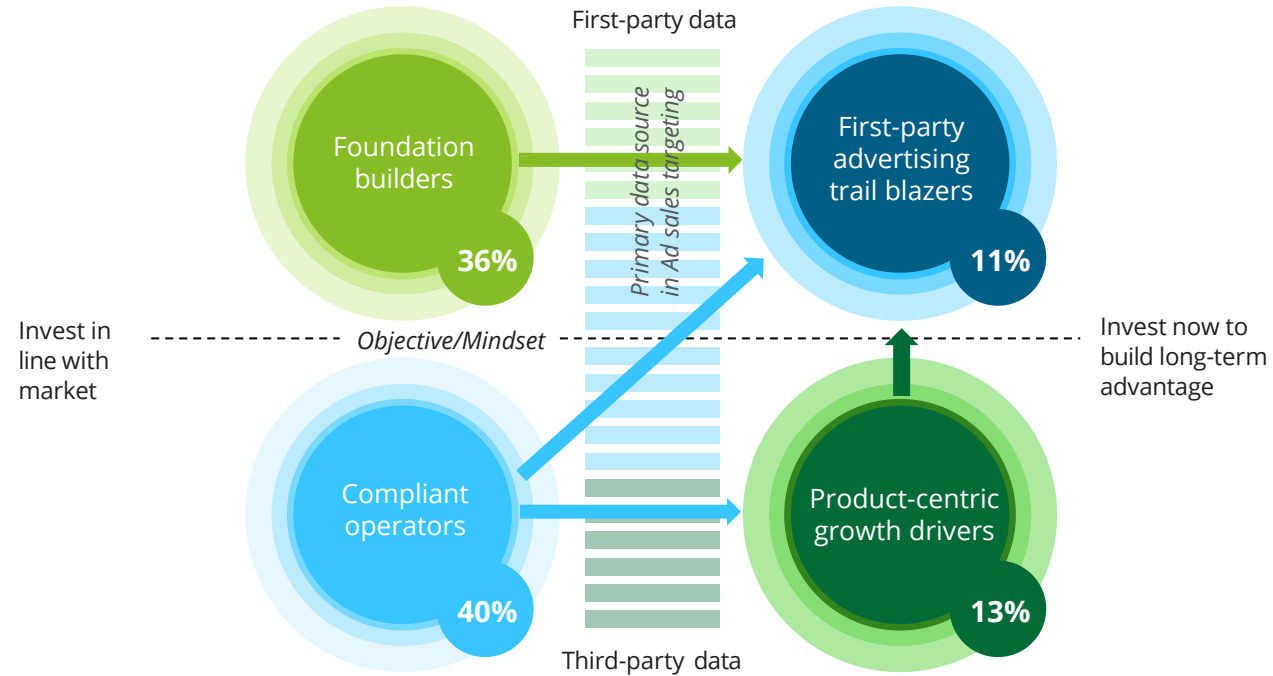 First-party data
Foundation
builders
36%
Primary data source
in Ad sales targeting
First-party
advertising
trail blazers
11%
Invest in
line with
market
Objective/Mindset
Invest now to
build long-term
advantage
Compliant
operators
40%
Product-centric
growth drivers
13%
Third-party data